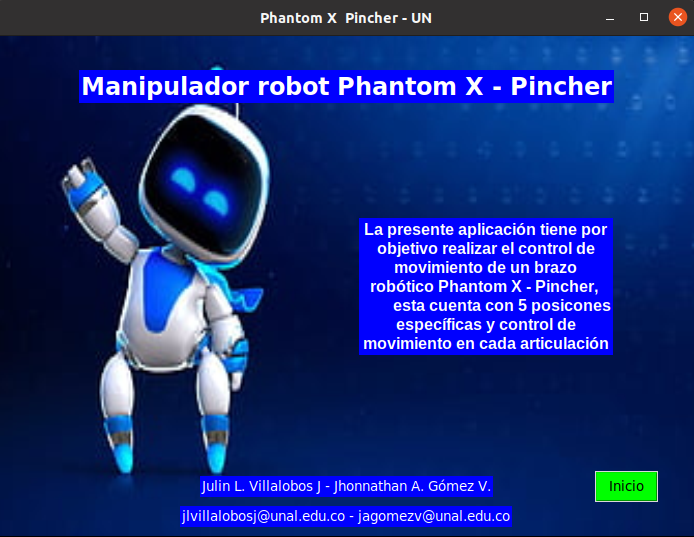 Phantom X  Pincher - UN
Manipulador robot Phantom X - Pincher
La presente aplicación tiene por
objetivo realizar el control de
movimiento de un brazo
robótico Phantom X - Pincher,
esta cuenta con 5 posicones
específicas y control de
movimiento en cada articulación
Julin L. Villalobos J - Jhonnathan A. Gómez V.
Inicio
jlvillalobosj@unal.edu.co - jagomezv@unal.edu.co